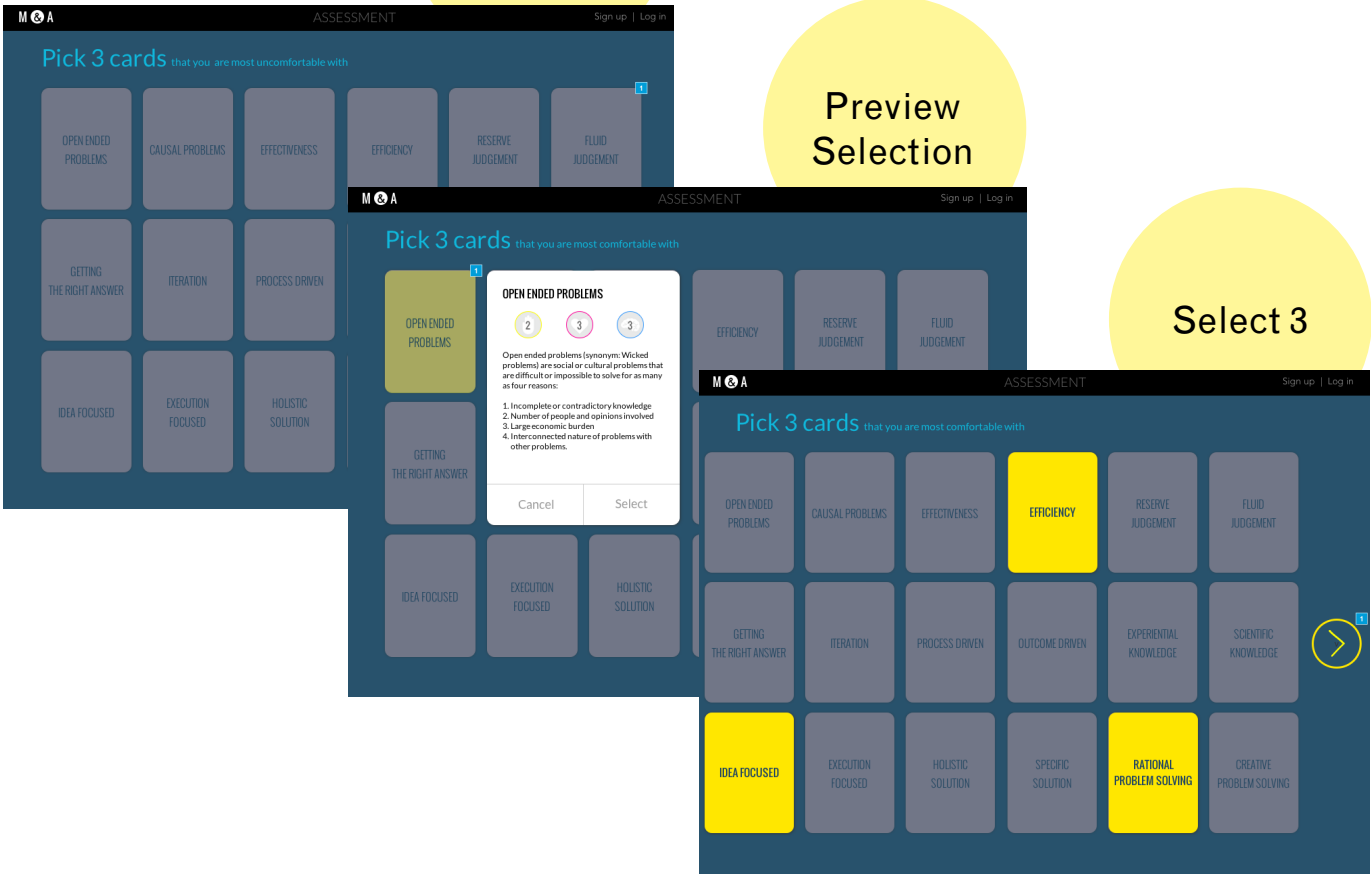 M & A
ASSESSMENT
Sign up | Log in
Pick 3 cards that you are most uncomfortable with
1
OPEN ENDED
PROBLEMS
CAUSAL PROBLEMS
EFFECTIVENESS
EFFICIENCY
RESERVE
JUDGEMENT
FLUID
JUDGEMENT
GETTING
THE RIGHT ANSWER
ITERATION
PROCESS DRIVEN
IDEA FOCUSED
EXECUTION
FOCUSED
HOLISTIC
SOLUTION
Preview
Selection
M & A
ASSESSMENT
Sign up | Log in
Pick 3 cards that you are most comfortable with
1
OPEN ENDED
PROBLEMS
OPEN ENDED PROBLEMS
2 3 3
Open ended problems (synonym: Wicked
problems) are social or cultural problems that
are difficult or impossible to solve for as many
as four reasons:
1. Incomplete or contradictory knowledge
2. Number of people and opinions involved
3. Large economic burden
4. Interconnected nature of problems with
other problems.
Cancel
Select
EFFICIENCY
RESERVE
JUDGEMENT
FLUID
JUDGEMENT
GETTING
THE RIGHT ANSWER
IDEA FOCUSED
EXECUTION
FOCUSED
HOLISTIC
SOLUTION
Select 3
M & A
ASSESSMENT
Sign up | Log in
Pick 3 cards that you are most comfortable with
OPEN ENDED
PROBLEMS
CAUSAL PROBLEMS
EFFECTIVENESS
EFFICIENCY
RESERVE
JUDGEMENT
FLUID
JUDGEMENT
GETTING
THE RIGHT ANSWER
ITERATION
PROCESS DRIVEN
OUTCOME DRIVEN
EXPERIENTIAL
KNOWLEDGE
SCIENTIFIC
KNOWLEDGE
1
IDEA FOCUSED
EXECUTION
FOCUSED
HOLISTIC
SOLUTION
SPECIFIC
SOLUTION
RATIONAL
PROBLEM SOLVING
CREATIVE
PROBLEM SOLVING